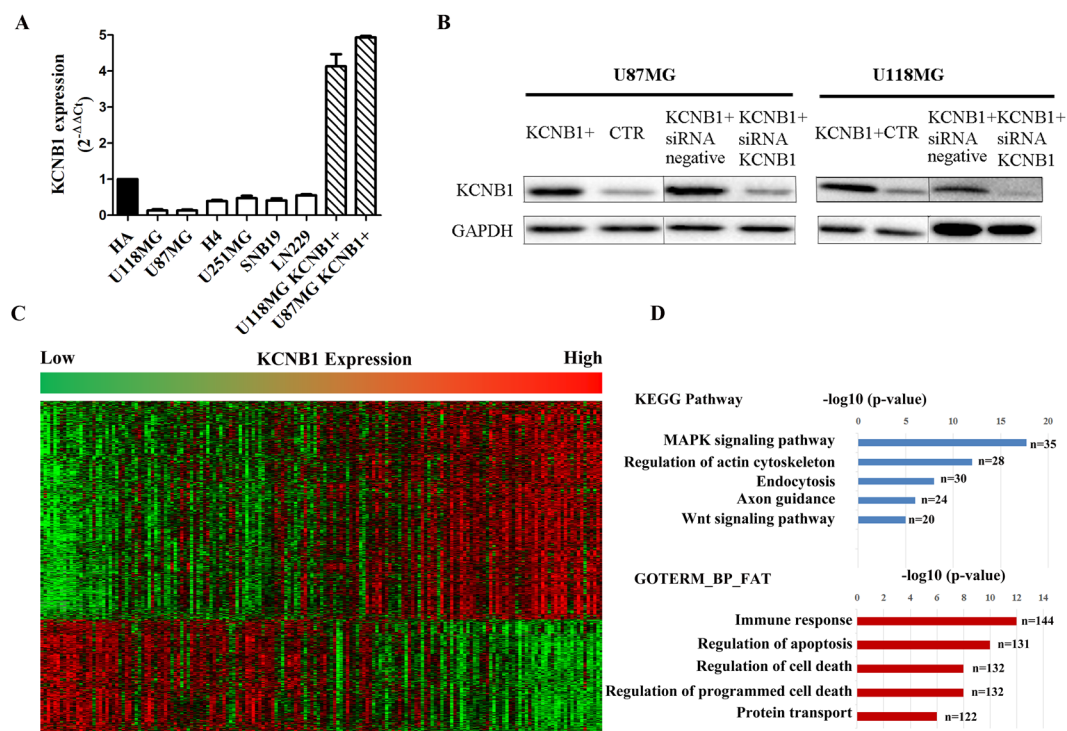 A
KCNB1 expression
(2-ΔΔCt)
5
4
3
2
1
0
HA
U118MG
U87MG
H4
U251MG
SNB19
LN229
U118MG KCNB1+
U87MG KCNB1+
B
U87MG
U118MG
KCNB1+
CTR
KCNB1+
siRNA
negative
KCNB1+
siRNA
KCNB1
KCNB1+
CTR
KCNB1+
siRNA
negative
KCNB1+
siRNA
KCNB1
KCNB1
GAPDH
C
Low
KCNB1 Expression
High
D
KEGG Pathway
-log10 (p-value)
0 5 10 15 20
MAPK signaling pathway n=35
Regulation of actin cytoskeleton n=28
Endocytosis n=30
Axon guidance n=24
Wnt signaling pathway n=20
GOTERM_BP_FAT
-log10 (p-value)
0 2 4 6 8 10 12 14
Immune response n=144
Regulation of apoptosis n=131
Regulation of cell death n=132
Regulation of programmed cell death n=132
Protein transport n=122